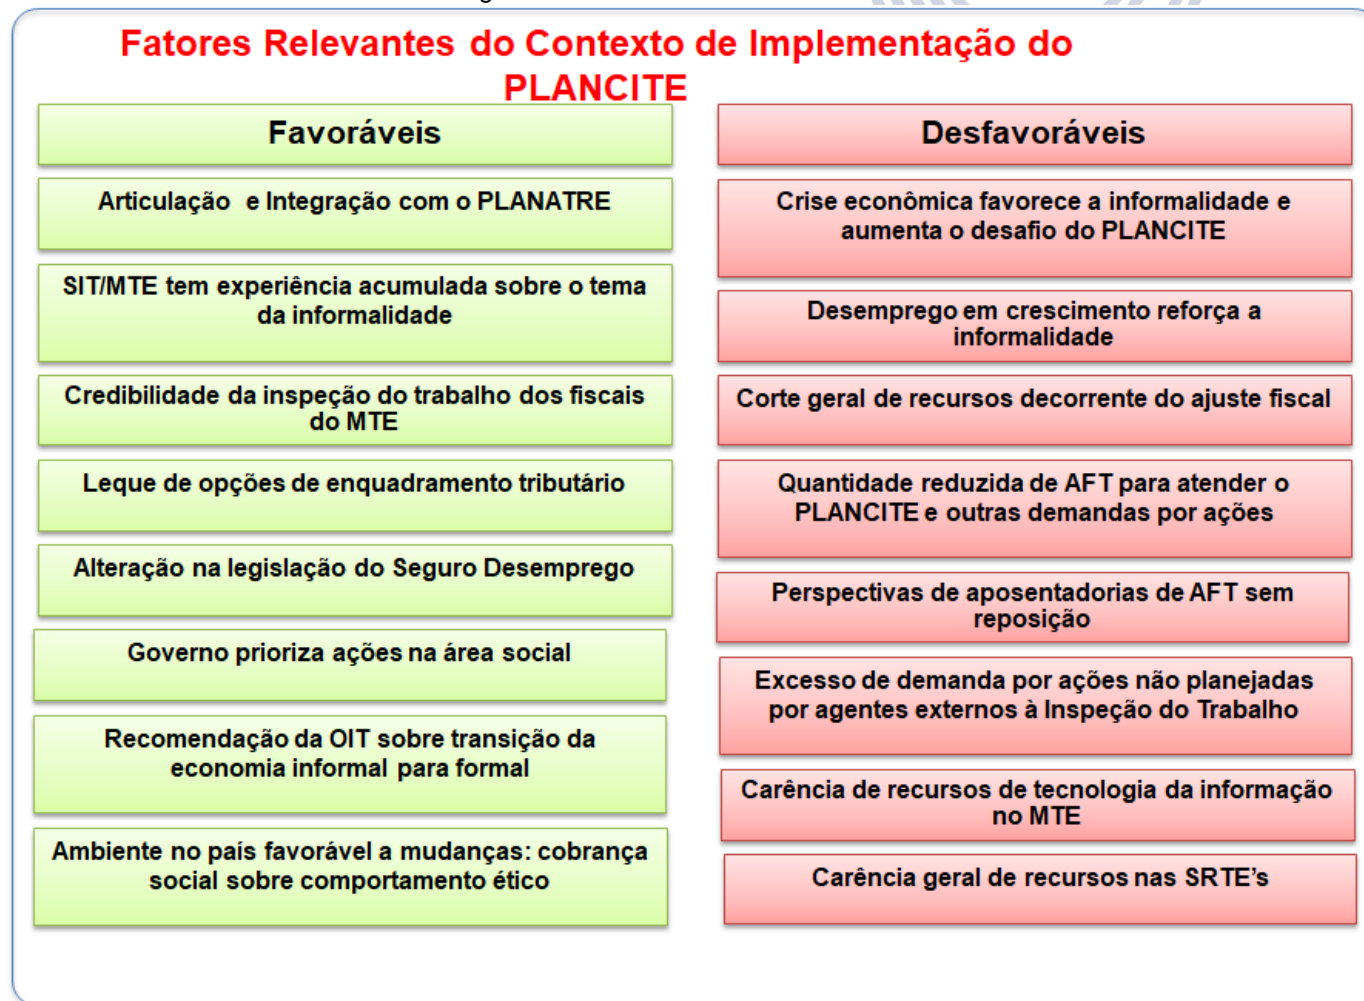 Fatores Relevantes do Contexto de Implementação do
PLANCITE
Favoráveis
Articulação e Integração com o PLANATRE
SIT/MTE tem experiência acumulada sobre o tema
da informalidade
Credibilidade da inspeção do trabalho dos fiscais
do MTE
Leque de opções de enquadramento tributário
Alteração na legislação do Seguro Desemprego
Governo prioriza ações na área social
Recomendação da OIT sobre transição da
economia informal para formal
Ambiente no país favorável a mudanças: cobrança
social sobre comportamento ético
Desfavoráveis
Crise econômica favorece a informalidade e
aumenta o desafio do PLANCITE
Desemprego em crescimento reforça a
informalidade
Corte geral de recursos decorrente do ajuste fiscal
Quantidade reduzida de AFT para atender o
PLANCITE e outras demandas por ações
Perspectivas de aposentadorias de AFT sem
reposição
Excesso de demanda por ações não planejadas
por agentes externos à Inspeção do Trabalho
Carência de recursos de tecnologia da informação
no MTE
Carência geral de recursos nas SRTE’s